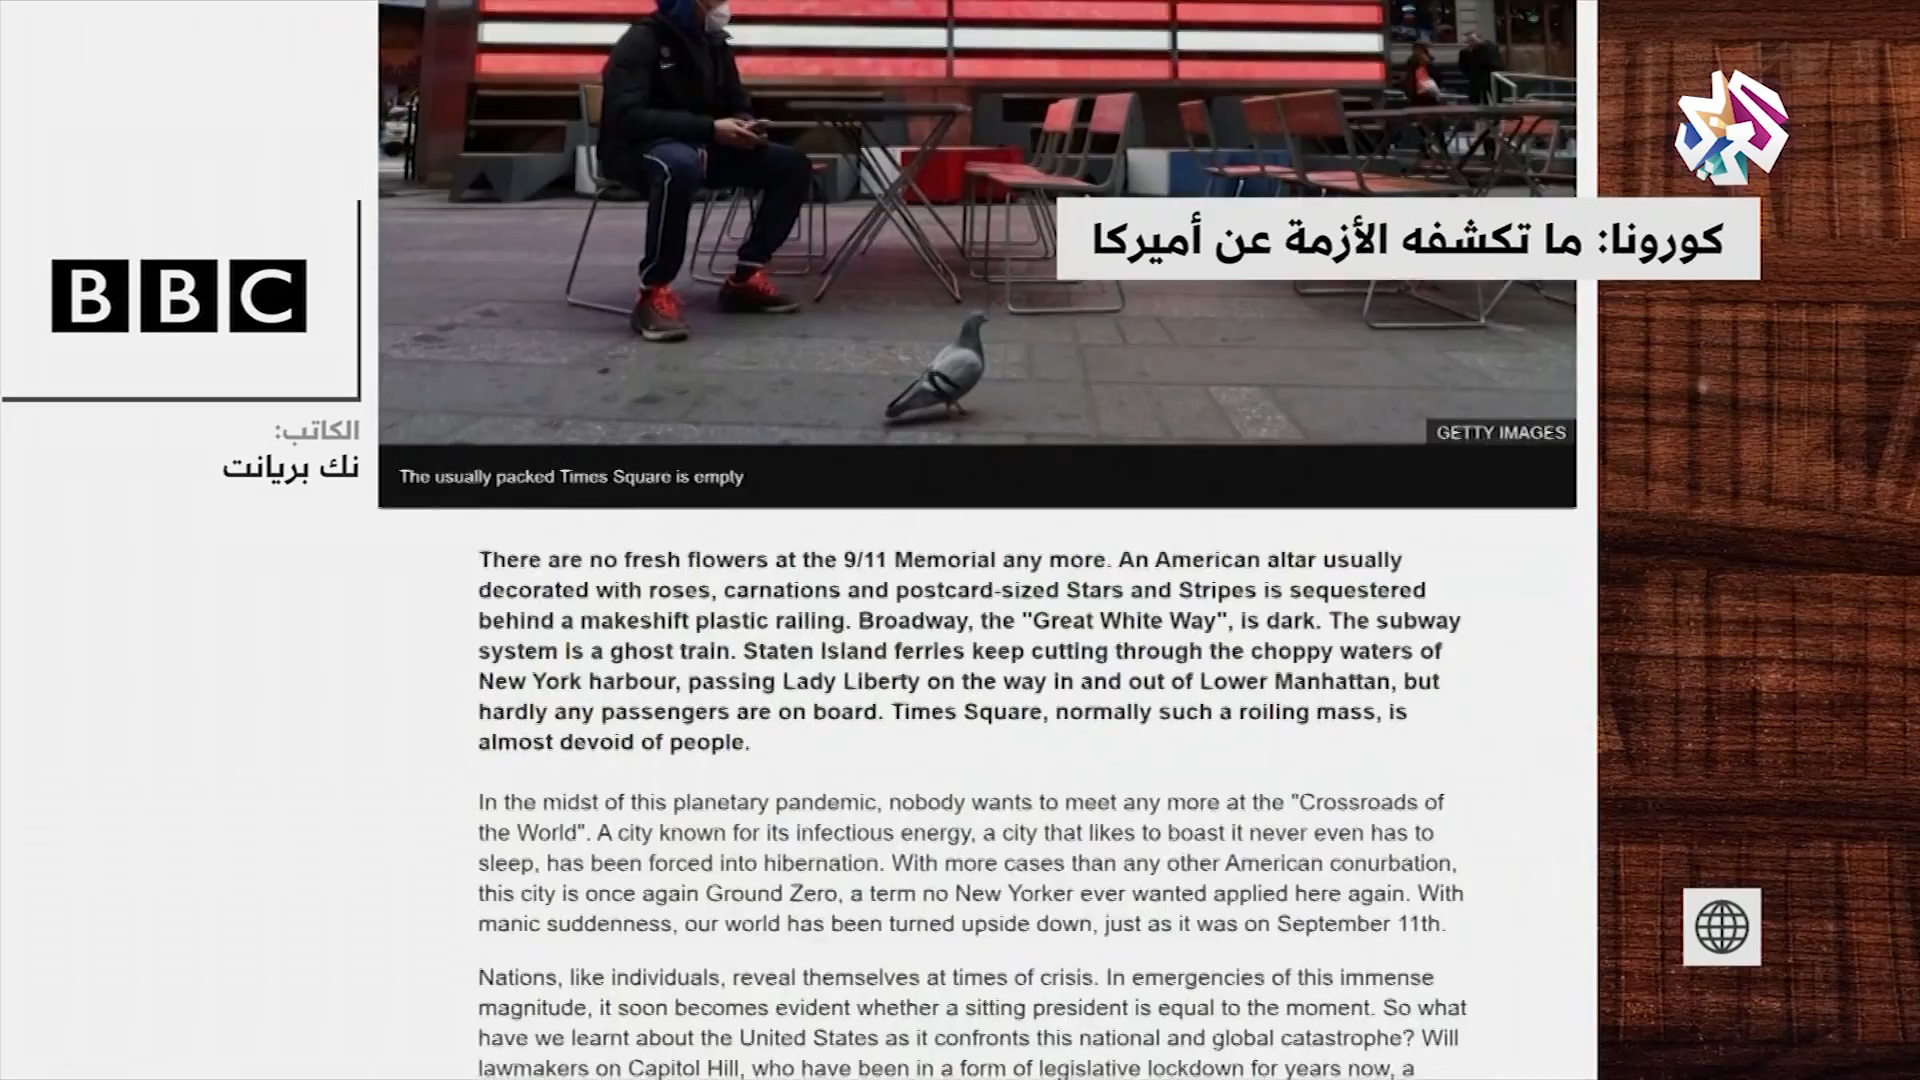 كورونا: ما تكشفه الأزمة عن أميركا
BBC
الكاتب:
نك بريانت
GETTY IMAGES
The usually packed Times Square is empty
There are no fresh flowers at the 9/11 Memorial any more. An American altar usually
decorated with roses, carnations and postcard-sized Stars and Stripes is sequestered
behind a makeshift plastic railing. Broadway, the "Great White Way", is dark. The subway
system is a ghost train. Staten Island ferries keep cutting through the choppy waters of
New York harbour, passing Lady Liberty on the way in and out of Lower Manhattan, but
hardly any passengers are on board. Times Square, normally such a roiling mass, is
almost devoid of people.
In the midst of this planetary pandemic, nobody wants to meet any more at the "Crossroads of
the World". A city known for its infectious energy, a city that likes to boast it never even has to
sleep, has been forced into hibernation. With more cases than any other American conurbation,
this city is once again Ground Zero, a term no New Yorker ever wanted applied here again. With
manic suddenness, our world has been turned upside down, just as it was on September 11th.
Nations, like individuals, reveal themselves at times of crisis. In emergencies of this immense
magnitude, it soon becomes evident whether a sitting president is equal to the moment. So what
have we learnt about the United States as it confronts this national and global catastrophe? Will
lawmakers on Capitol Hill, who have been in a form of legislative lockdown for years now, a